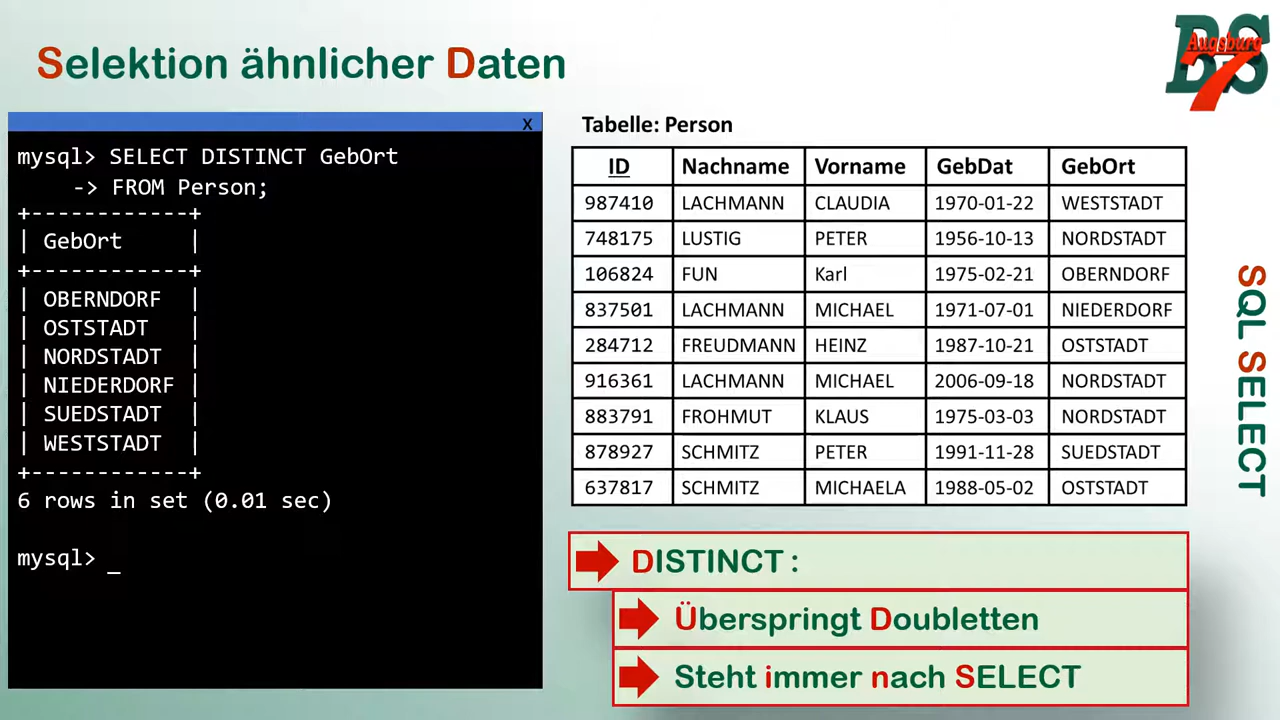 Selektion ähnlicher Daten
BS
Augsburg
7
x
mysql> SELECT DISTINCT GebOrt
-> FROM Person;
+------------+
| GebOrt |
+------------+
| OBERNDORF |
| OSTSTADT |
| NORDSTADT |
| NIEDERDORF |
| SUEDSTADT |
| WESTSTADT |
+------------+
6 rows in set (0.01 sec)
mysql> _
Tabelle: Person
ID Nachname Vorname GebDat GebOrt
987410 LACHMANN CLAUDIA 1970-01-22 WESTSTADT
748175 LUSTIG PETER 1956-10-13 NORDSTADT
106824 FUN Karl 1975-02-21 OBERNDORF
837501 LACHMANN MICHAEL 1971-07-01 NIEDERDORF
284712 FREUDMANN HEINZ 1987-10-21 OSTSTADT
916361 LACHMANN MICHAEL 2006-09-18 NORDSTADT
883791 FROHMUT KLAUS 1975-03-03 NORDSTADT
878927 SCHMITZ PETER 1991-11-28 SUEDSTADT
637817 SCHMITZ MICHAELA 1988-05-02 OSTSTADT
DISTINCT :
Überspringt Doubletten
Steht immer nach SELECT
SQL SELECT